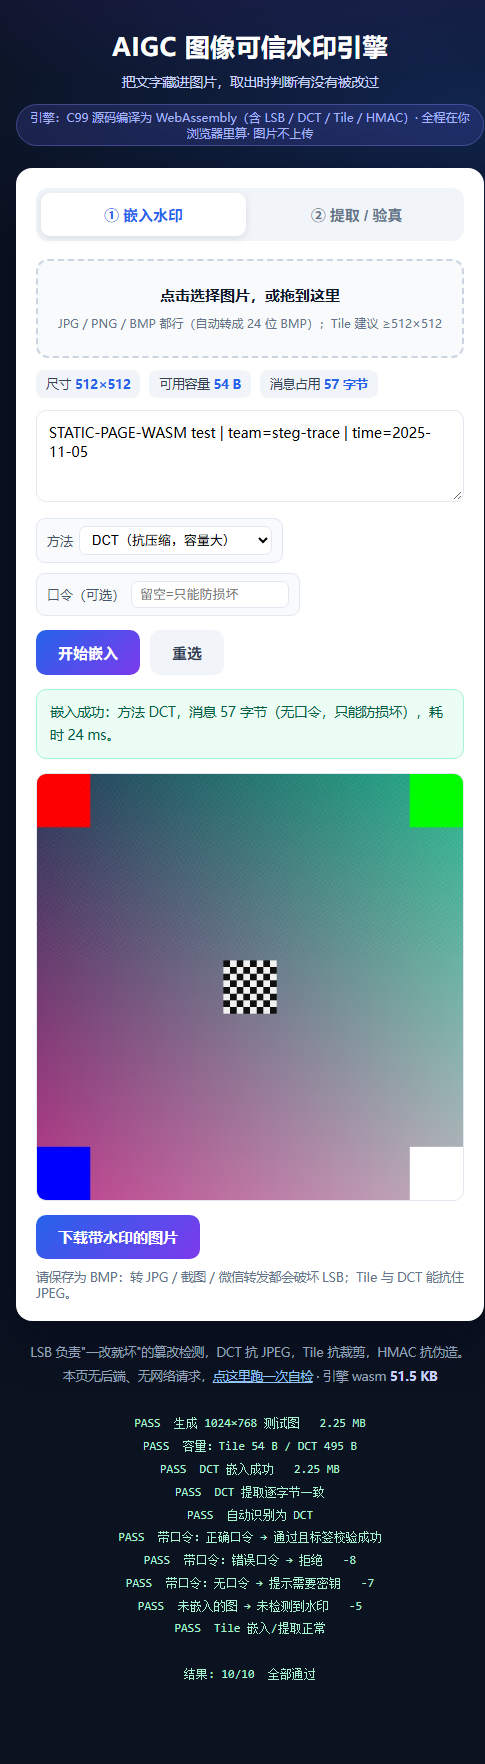 AIGC 图像可信水印引擎
把文字藏进图片，取出时判断有没有被改过
引擎：C99 源码编译为 WebAssembly（含 LSB / DCT / Tile / HMAC）· 全程在你
浏览器里算· 图片不上传
① 嵌入水印
② 提取 / 验真
点击选择图片，或拖到这里
JPG / PNG / BMP 都行（自动转成 24 位 BMP）；Tile 建议 ≥512×512
尺寸 512×512
可用容量 54 B
消息占用 57 字节
STATIC-PAGE-WASM test | team=steg-trace | time=2025-
11-05
方法
DCT（抗压缩，容量大）
口令（可选）
留空=只能防损坏
开始嵌入
重选
嵌入成功：方法 DCT，消息 57 字节（无口令，只能防损坏），耗
时 24 ms。
下载带水印的图片
请保存为 BMP：转 JPG / 截图 / 微信转发都会破坏 LSB；Tile 与 DCT 能抗住
JPEG。
LSB 负责"一改就坏"的篡改检测，DCT 抗 JPEG，Tile 抗裁剪，HMAC 抗伪造。
本页无后端、无网络请求，点这里跑一次自检 · 引擎 wasm 51.5 KB
PASS 生成 1024×768 测试图 2.25 MB
PASS 容量：Tile 54 B / DCT 495 B
PASS DCT 嵌入成功 2.25 MB
PASS DCT 提取逐字节一致
PASS 自动识别为 DCT
PASS 带口令：正确口令 → 通过且标签校验成功
PASS 带口令：错误口令 → 拒绝 -8
PASS 带口令：无口令 → 提示需要密钥 -7
PASS 未嵌入的图 → 未检测到水印 -5
PASS Tile 嵌入/提取正常
结果: 10/10 全部通过